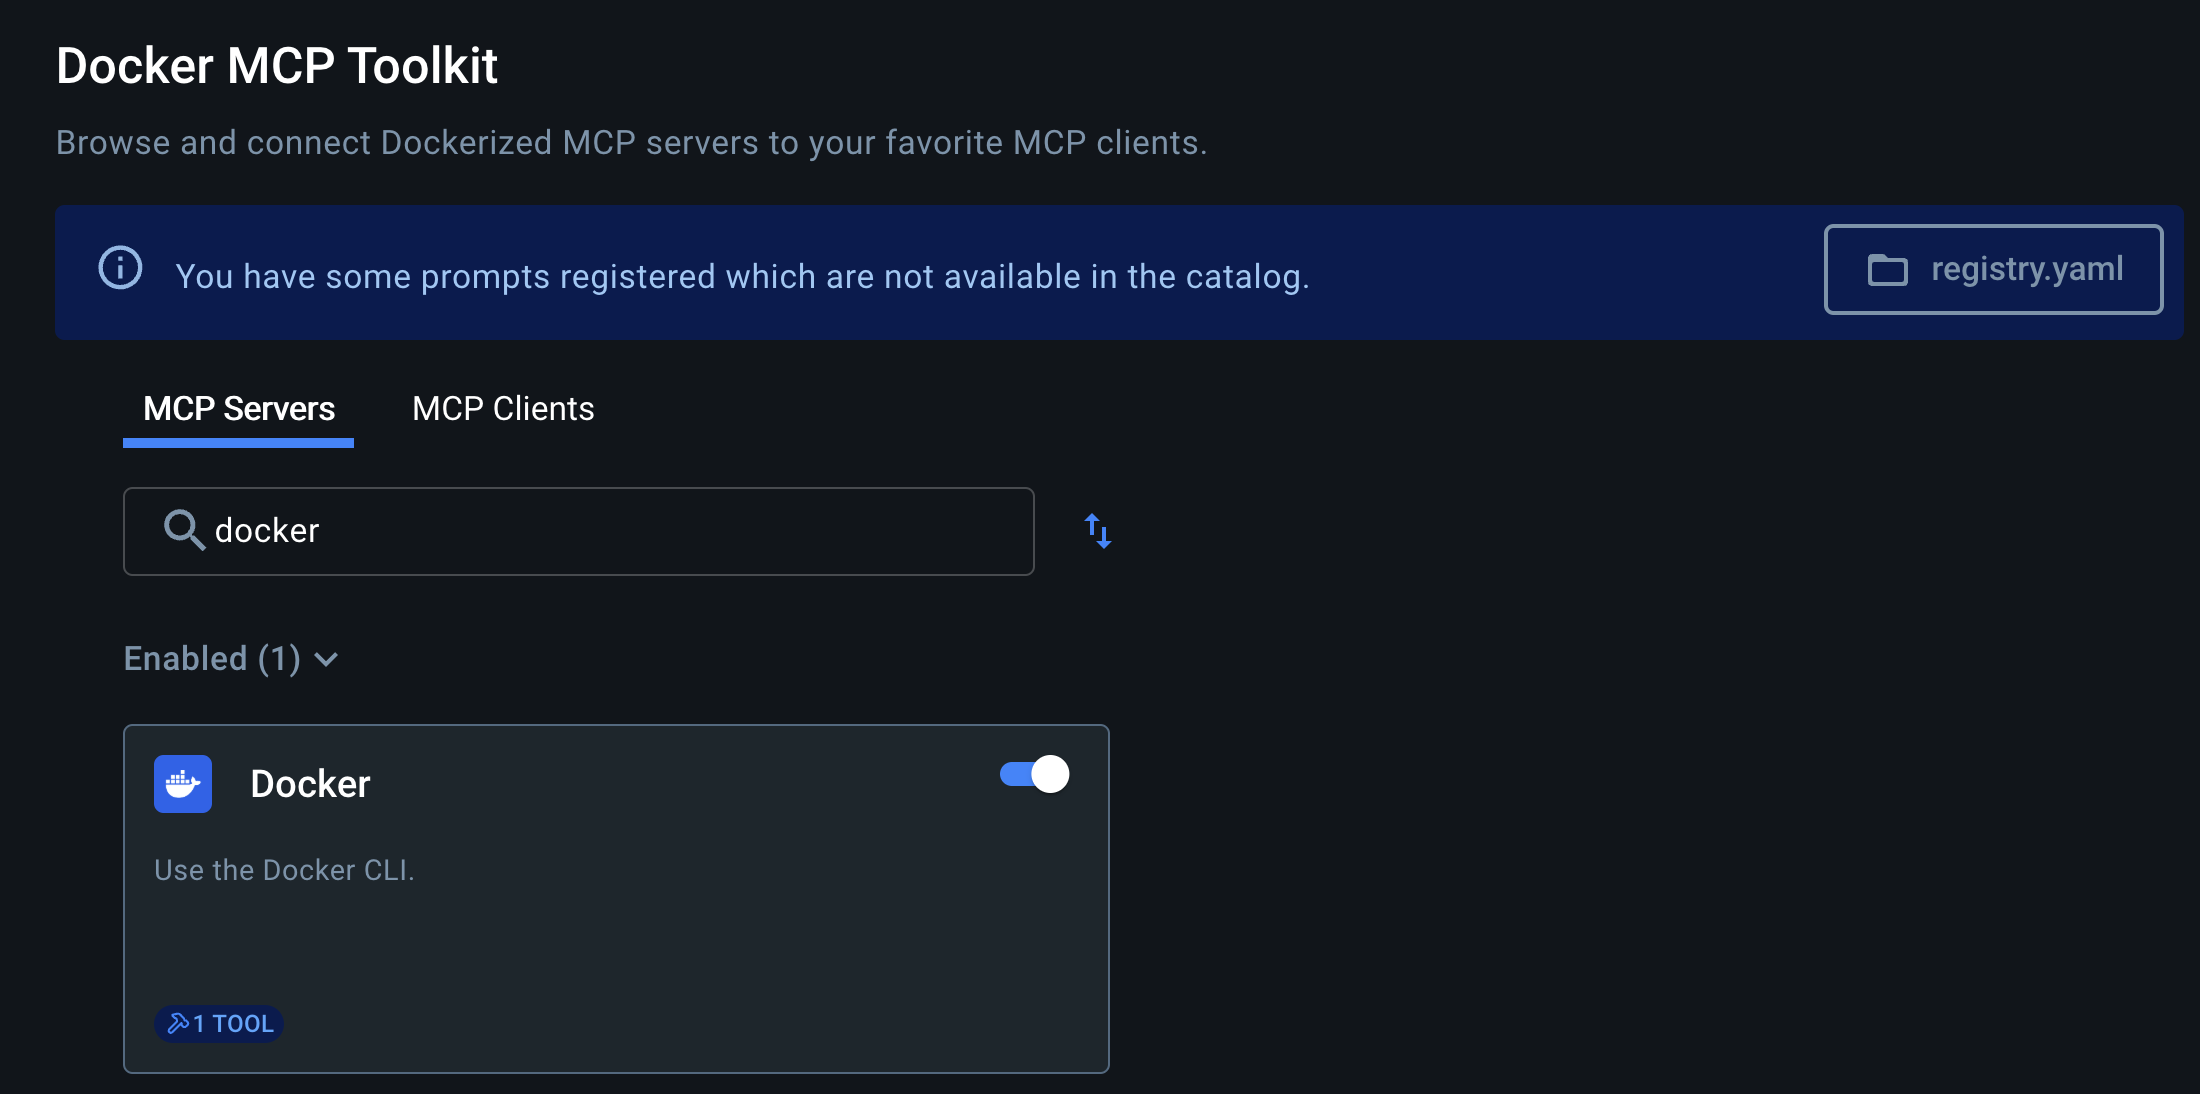 Docker MCP Toolkit
Browse and connect Dockerized MCP servers to your favorite MCP clients.
You have some prompts registered which are not available in the catalog.
registry.yaml
MCP Servers
MCP Clients
docker
Enabled (1)
Docker
Use the Docker CLI.
1 TOOL